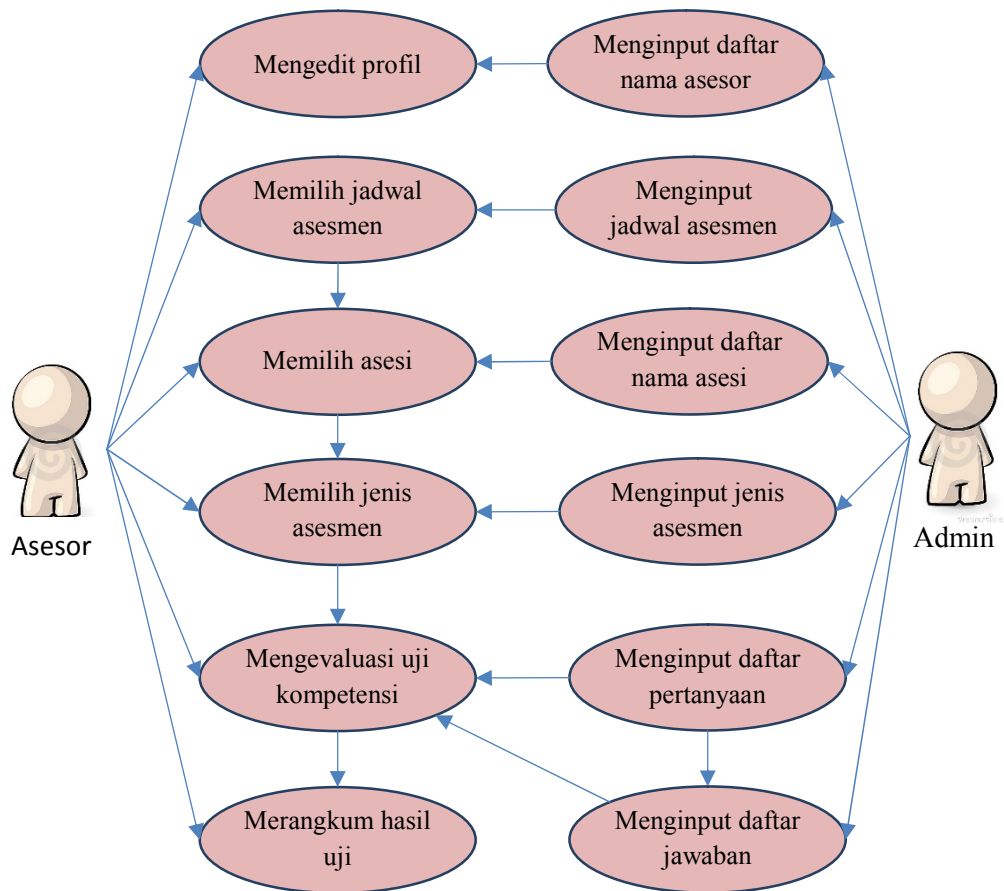 Mengedit profil
Menginput daftar
nama asesor
Memilih jadwal
asesmen
Menginput
jadwal asesmen
Memilih asesi
Menginput daftar
nama asesi
Memilih jenis
asesmen
Menginput jenis
asesmen
Asesor
Admin
Mengevaluasi uji
kompetensi
Menginput daftar
pertanyaan
Merangkum hasil
uji
Menginput daftar
jawaban